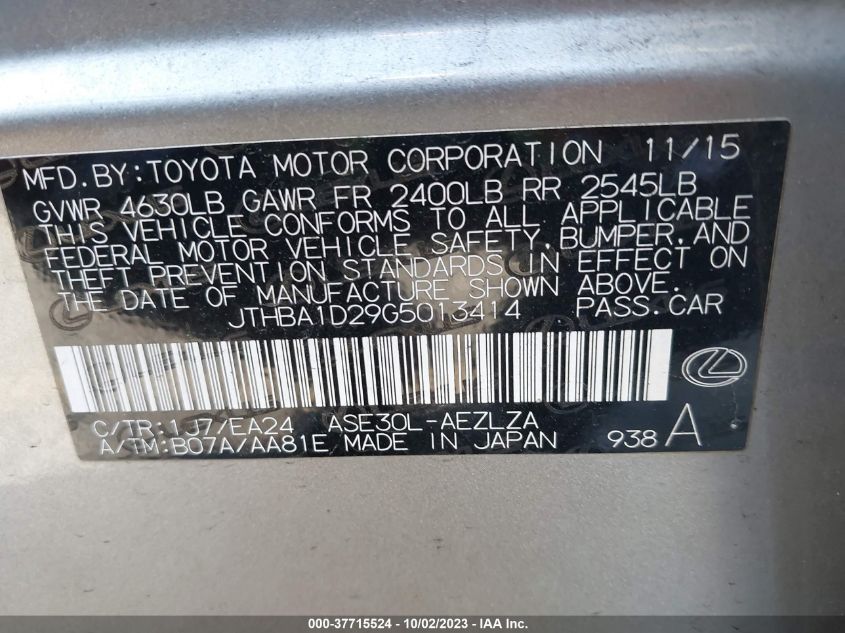 MFD.BY:TOYOTA MOTOR CORPORATION 11/15
GVWR 4630LB GAWR FR 2400LB RR 2545LB
THIS VEHICLE CONFORMS TO ALL APPLICABLE
FEDERAL MOTOR VEHICLE SAFETY,BUMPER,AND
THEFT PREVENTION STANDARDS IN EFFECT ON
THE DATE OF MANUFACTURE SHOWN ABOVE.
JTHBA1D29G5013414 PASS.CAR
C/TR:1J7/EA24 ASE30L-AEZLZA
A/TM:B07A/AA81E MADE IN JAPAN 938 A
000-37715524 - 10/02/2023 - IAA Inc.